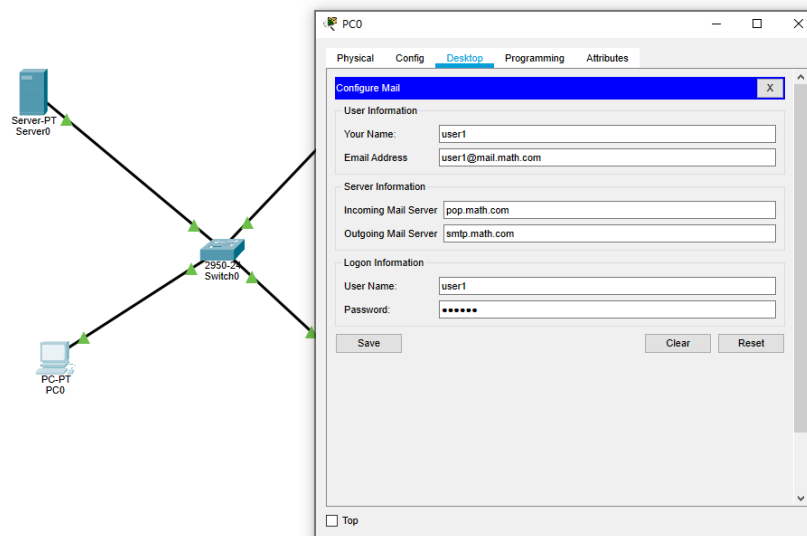 PC0
Physical Config Desktop Programming Attributes
Configure Mail X
User Information
Your Name: user1
Email Address user1@mail.math.com
Server Information
Incoming Mail Server pop.math.com
Outgoing Mail Server smtp.math.com
Logon Information
User Name: user1
Password: ●●●●●●
Save Clear Reset
Top
Server-PT
Server0
2950-24
Switch0
PC-PT
PC0